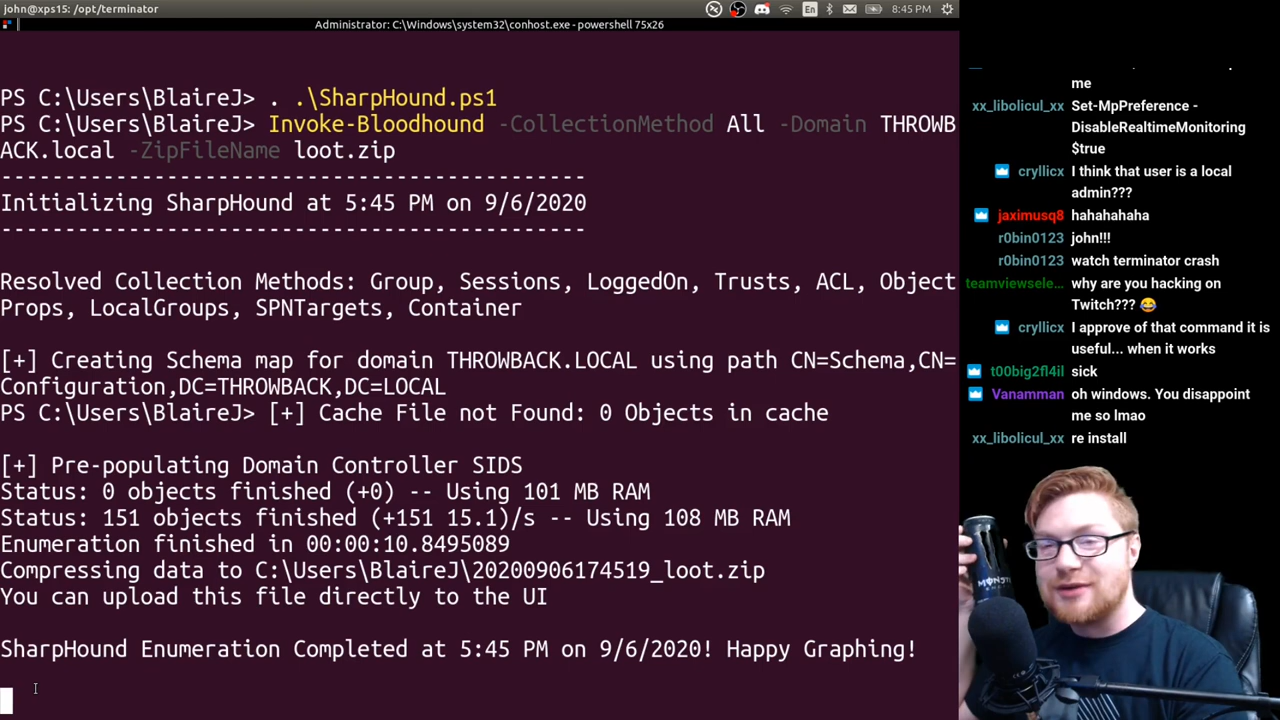 john@xps15: /opt/terminator
En
8:45 PM
Administrator: C:\Windows\system32\conhost.exe - powershell 75x26
PS C:\Users\BlaireJ> . .\SharpHound.ps1
PS C:\Users\BlaireJ> Invoke-Bloodhound -CollectionMethod All -Domain THROWB
ACK.local -ZipFileName loot.zip
-----------------------------------------------
Initializing SharpHound at 5:45 PM on 9/6/2020
-----------------------------------------------
Resolved Collection Methods: Group, Sessions, LoggedOn, Trusts, ACL, Object
Props, LocalGroups, SPNTargets, Container
[+] Creating Schema map for domain THROWBACK.LOCAL using path CN=Schema,CN=
Configuration,DC=THROWBACK,DC=LOCAL
PS C:\Users\BlaireJ> [+] Cache File not Found: 0 Objects in cache
[+] Pre-populating Domain Controller SIDS
Status: 0 objects finished (+0) -- Using 101 MB RAM
Status: 151 objects finished (+151 15.1)/s -- Using 108 MB RAM
Enumeration finished in 00:00:10.8495089
Compressing data to C:\Users\BlaireJ\20200906174519_loot.zip
You can upload this file directly to the UI
SharpHound Enumeration Completed at 5:45 PM on 9/6/2020! Happy Graphing!
me
xx_libolicul_xx Set-MpPreference -
DisableRealtimeMonitoring
$true
cryllicx I think that user is a local
admin???
jaximusq8 hahahahaha
r0bin0123 john!!!
r0bin0123 watch terminator crash
teamviewsele... why are you hacking on
Twitch??? 😂
cryllicx I approve of that command it is
useful... when it works
t00big2fl4il sick
Vanamman oh windows. You disappoint
me so lmao
xx_libolicul_xx re install
MONSTER